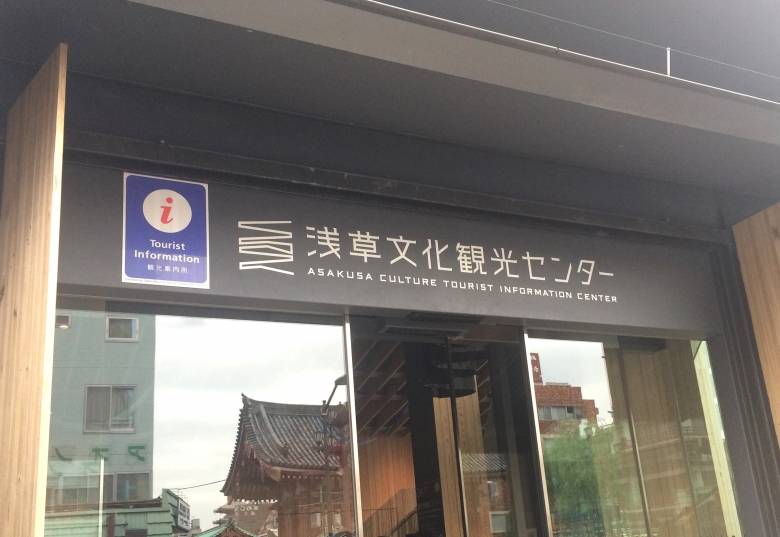 i
Tourist
Information
観光案内所
浅草文化観光センター
ASAKUSA CULTURE TOURIST INFORMATION CENTER